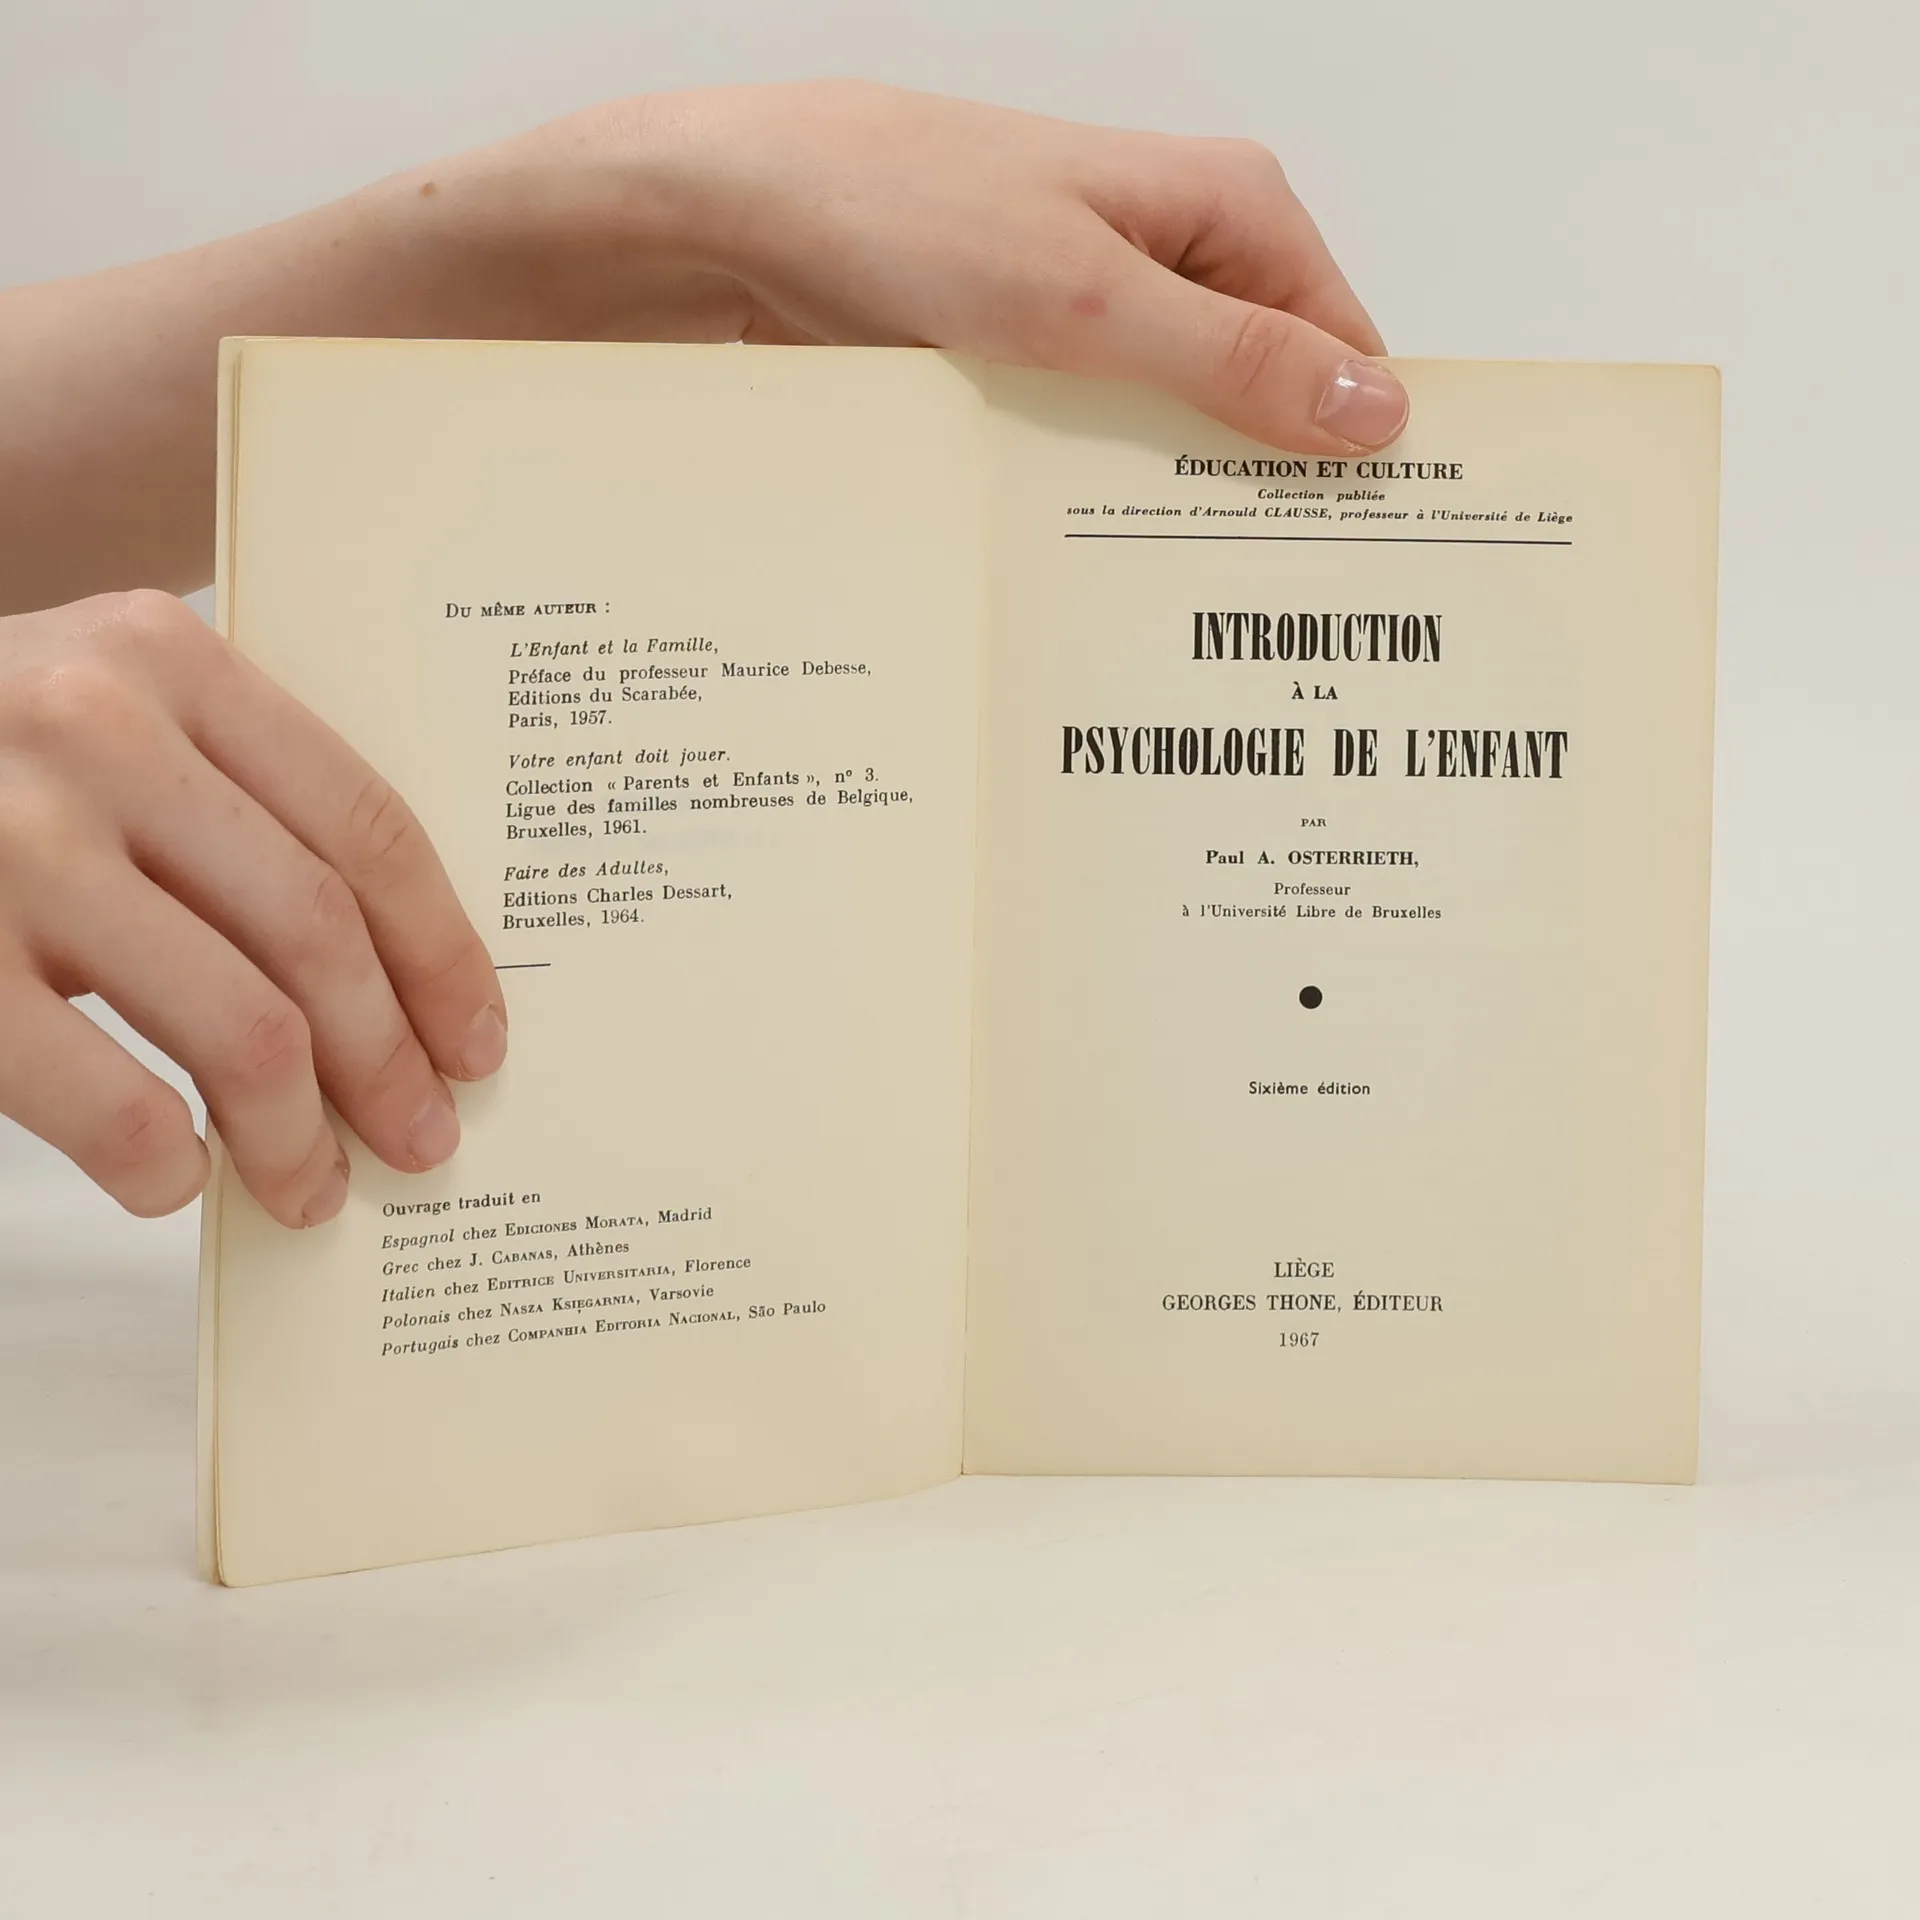 Du même auteur :
L'Enfant et la Famille,
Préface du professeur Maurice Debesse,
Editions du Scarabée,
Paris, 1957.
Votre enfant doit jouer.
Collection « Parents et Enfants », n° 3.
Ligue des familles nombreuses de Belgique,
Bruxelles, 1961.
Faire des Adultes,
Editions Charles Dessart,
Bruxelles, 1964.
Ouvrage traduit en
Espagnol chez Ediciones Morata, Madrid
Grec chez J. Cabanas, Athènes
Italien chez Editrice Universitaria, Florence
Polonais chez Nasza Księgarnia, Varsovie
Portugais chez Companhia Editoria Nacional, São Paulo
ÉDUCATION ET CULTURE
Collection publiée
sous la direction d'Arnould CLAUSSE, professeur à l'Université de Liège
INTRODUCTION
À LA
PSYCHOLOGIE DE L'ENFANT
PAR
Paul A. OSTERRIETH,
Professeur
à l'Université Libre de Bruxelles
Sixième édition
LIÈGE
GEORGES THONE, ÉDITEUR
1967